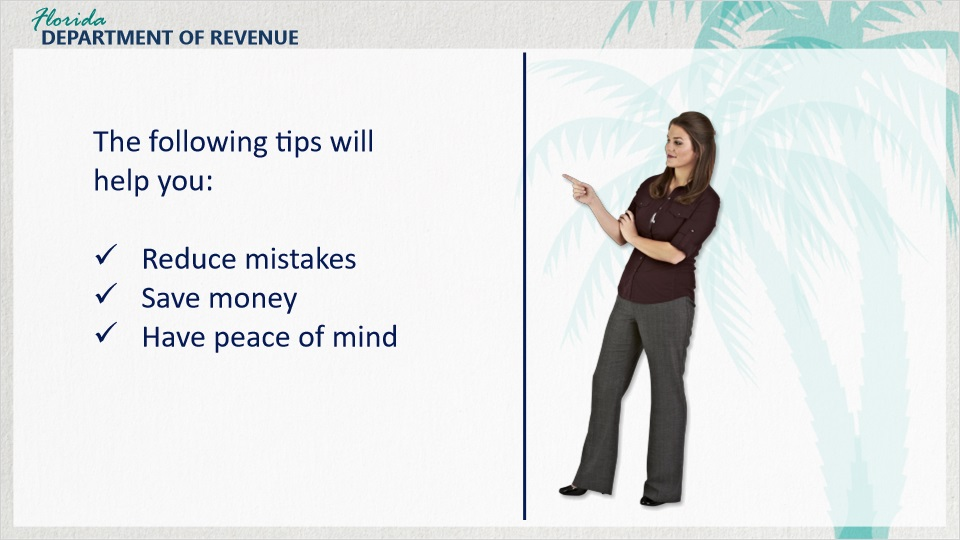 Florida
DEPARTMENT OF REVENUE
The following tips will
help you:
✓ Reduce mistakes
✓ Save money
✓ Have peace of mind